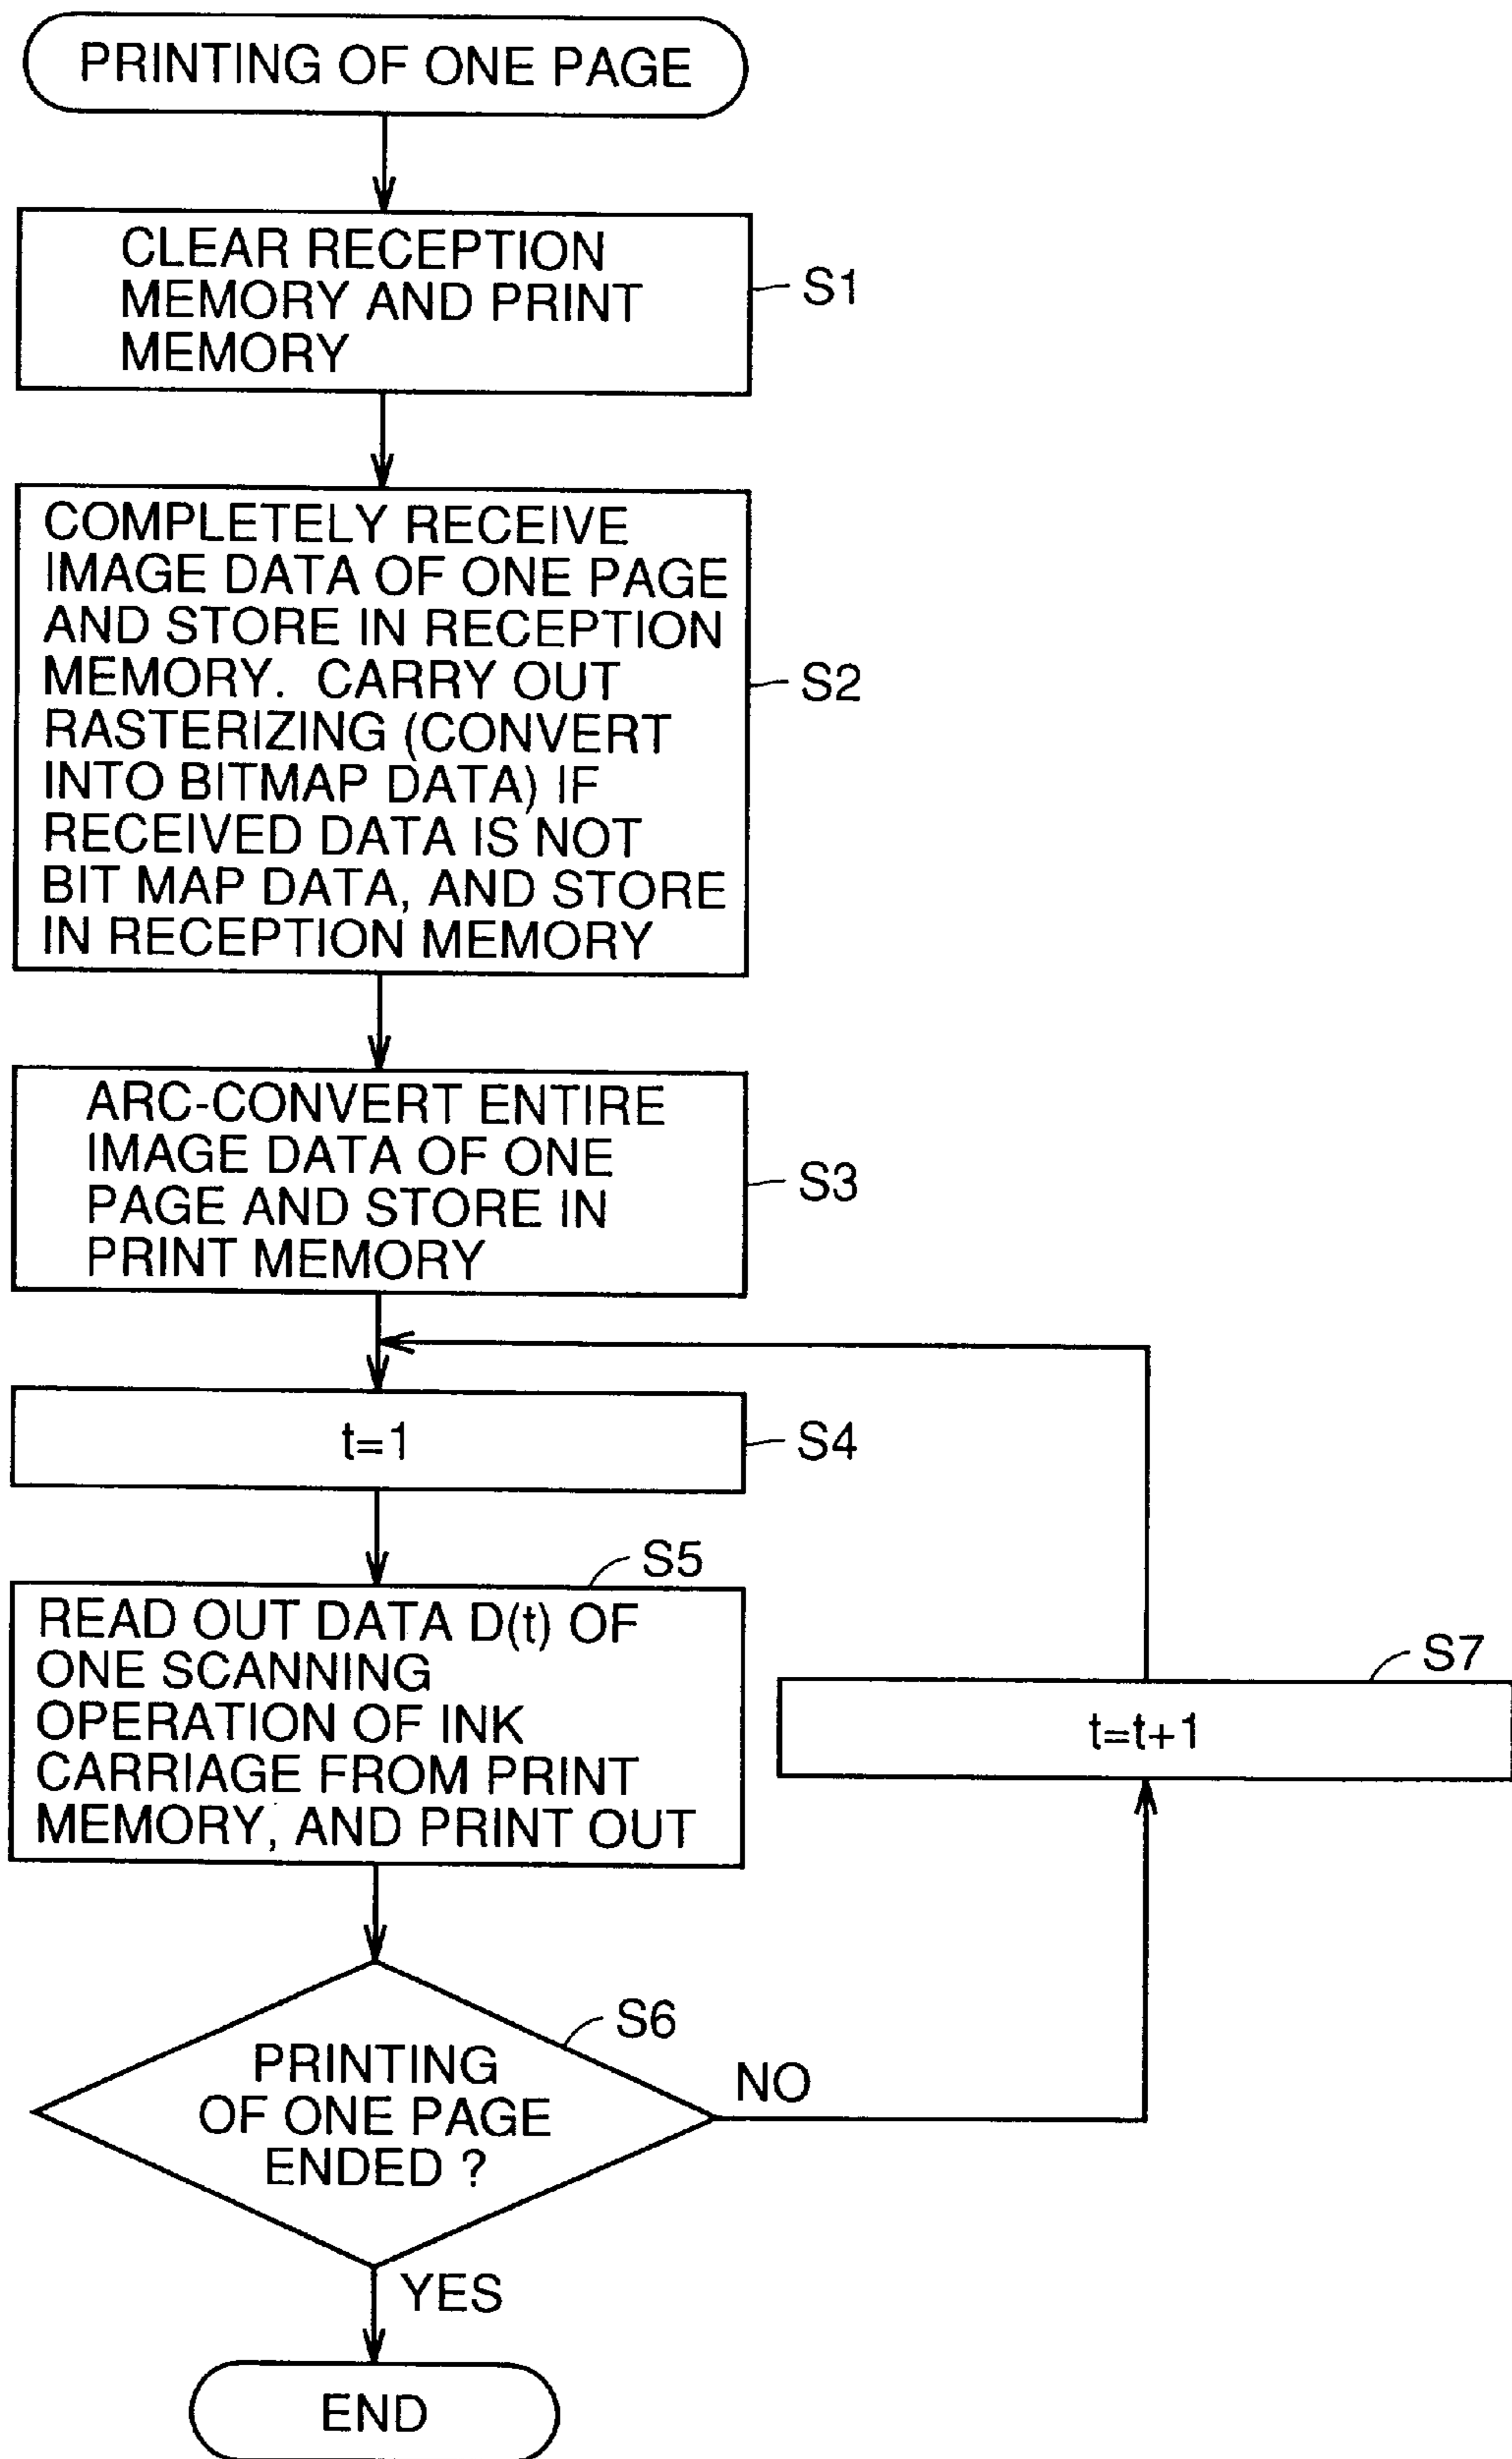 PRINTING OF ONE PAGE
CLEAR RECEPTION
MEMORY AND PRINT
MEMORY
S1
COMPLETELY RECEIVE
IMAGE DATA OF ONE PAGE
AND STORE IN RECEPTION
MEMORY. CARRY OUT
RASTERIZING (CONVERT
INTO BITMAP DATA) IF
RECEIVED DATA IS NOT
BIT MAP DATA, AND STORE
IN RECEPTION MEMORY
S2
ARC-CONVERT ENTIRE
IMAGE DATA OF ONE
PAGE AND STORE IN
PRINT MEMORY
S3
t=1
S4
S5
READ OUT DATA D(t) OF
ONE SCANNING
OPERATION OF INK
CARRIAGE FROM PRINT
MEMORY, AND PRINT OUT
S7
t=t+1
S6
PRINTING
OF ONE PAGE
ENDED ?
NO
YES
END